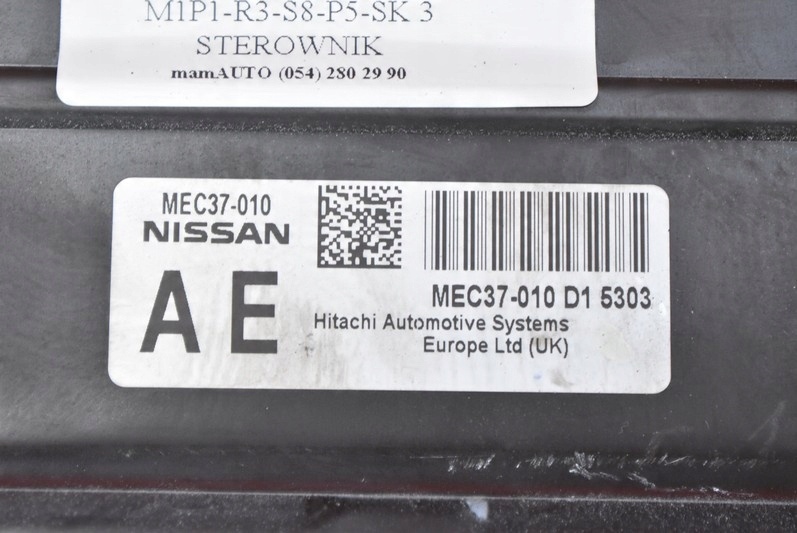 M1P1-R3-S8-P5-SK 3
STEROWNIK
mamAUTO (054) 280 29 90
MEC37-010
NISSAN
AE
MEC37-010 D1 5303
Hitachi Automotive Systems
Europe Ltd (UK)